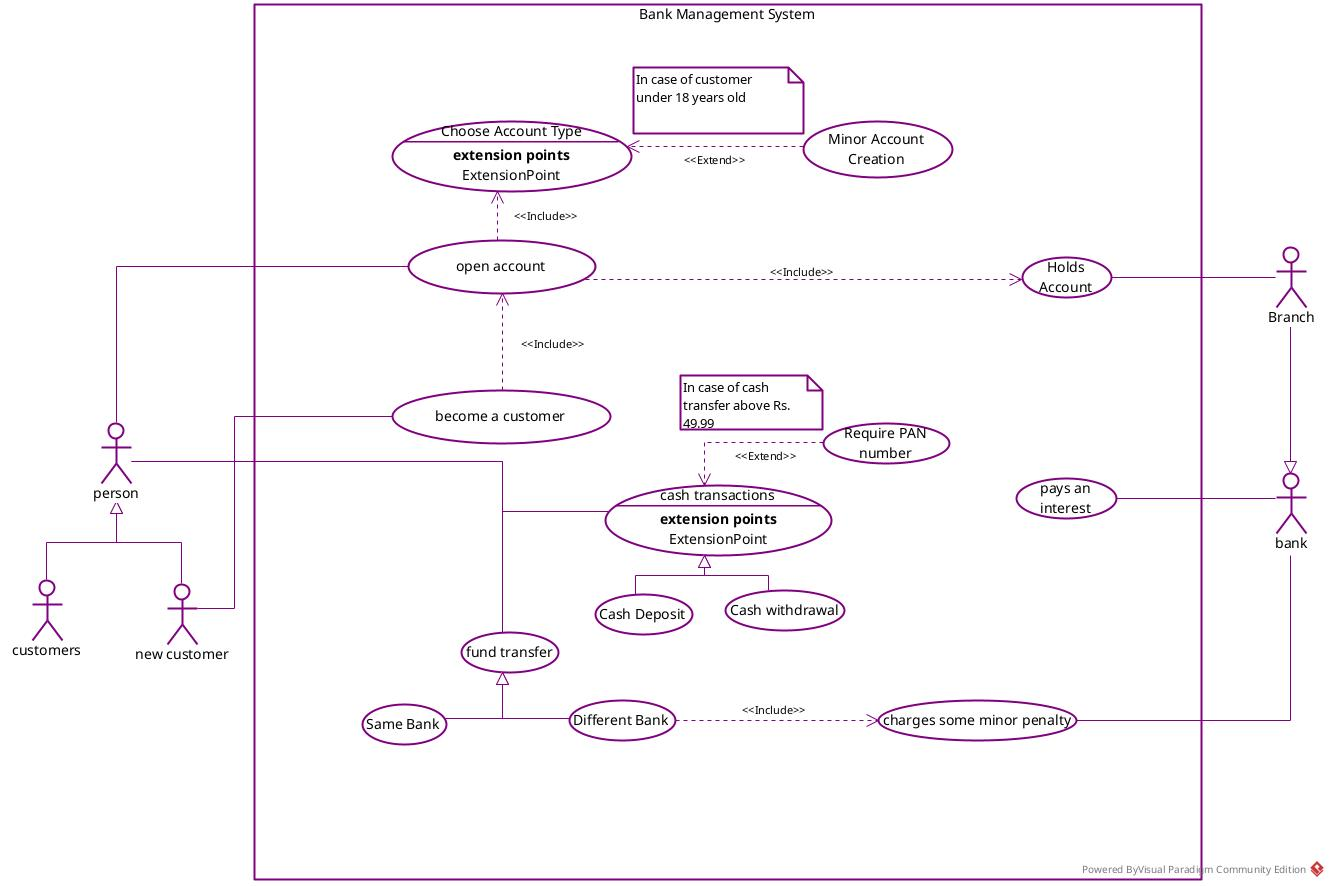 Bank Management System
In case of customer
under 18 years old
Choose Account Type
extension points
ExtensionPoint
<<Extend>>
Minor Account
Creation
<<Include>>
open account
<<Include>>
Holds
Account
Branch
<<Include>>
In case of cash
transfer above Rs.
49,99
become a customer
Require PAN
number
<<Extend>>
person
cash transactions
extension points
ExtensionPoint
pays an
interest
bank
Cash Deposit
Cash withdrawal
customers
new customer
fund transfer
Same Bank
Different Bank
<<Include>>
charges some minor penalty
Powered ByVisual Paradigm Community Edition